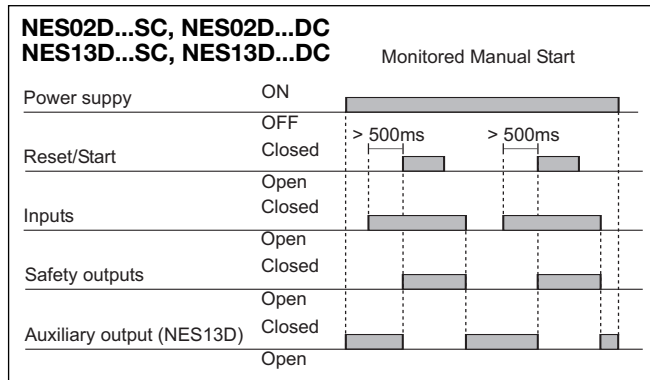 NES02D...SC, NES02D...DC
NES13D...SC, NES13D...DC
Monitored Manual Start
Power suppy
ON
OFF
> 500ms
> 500ms
Reset/Start
Closed
Open
Inputs
Closed
Open
Safety outputs
Closed
Open
Auxiliary output (NES13D)
Closed
Open